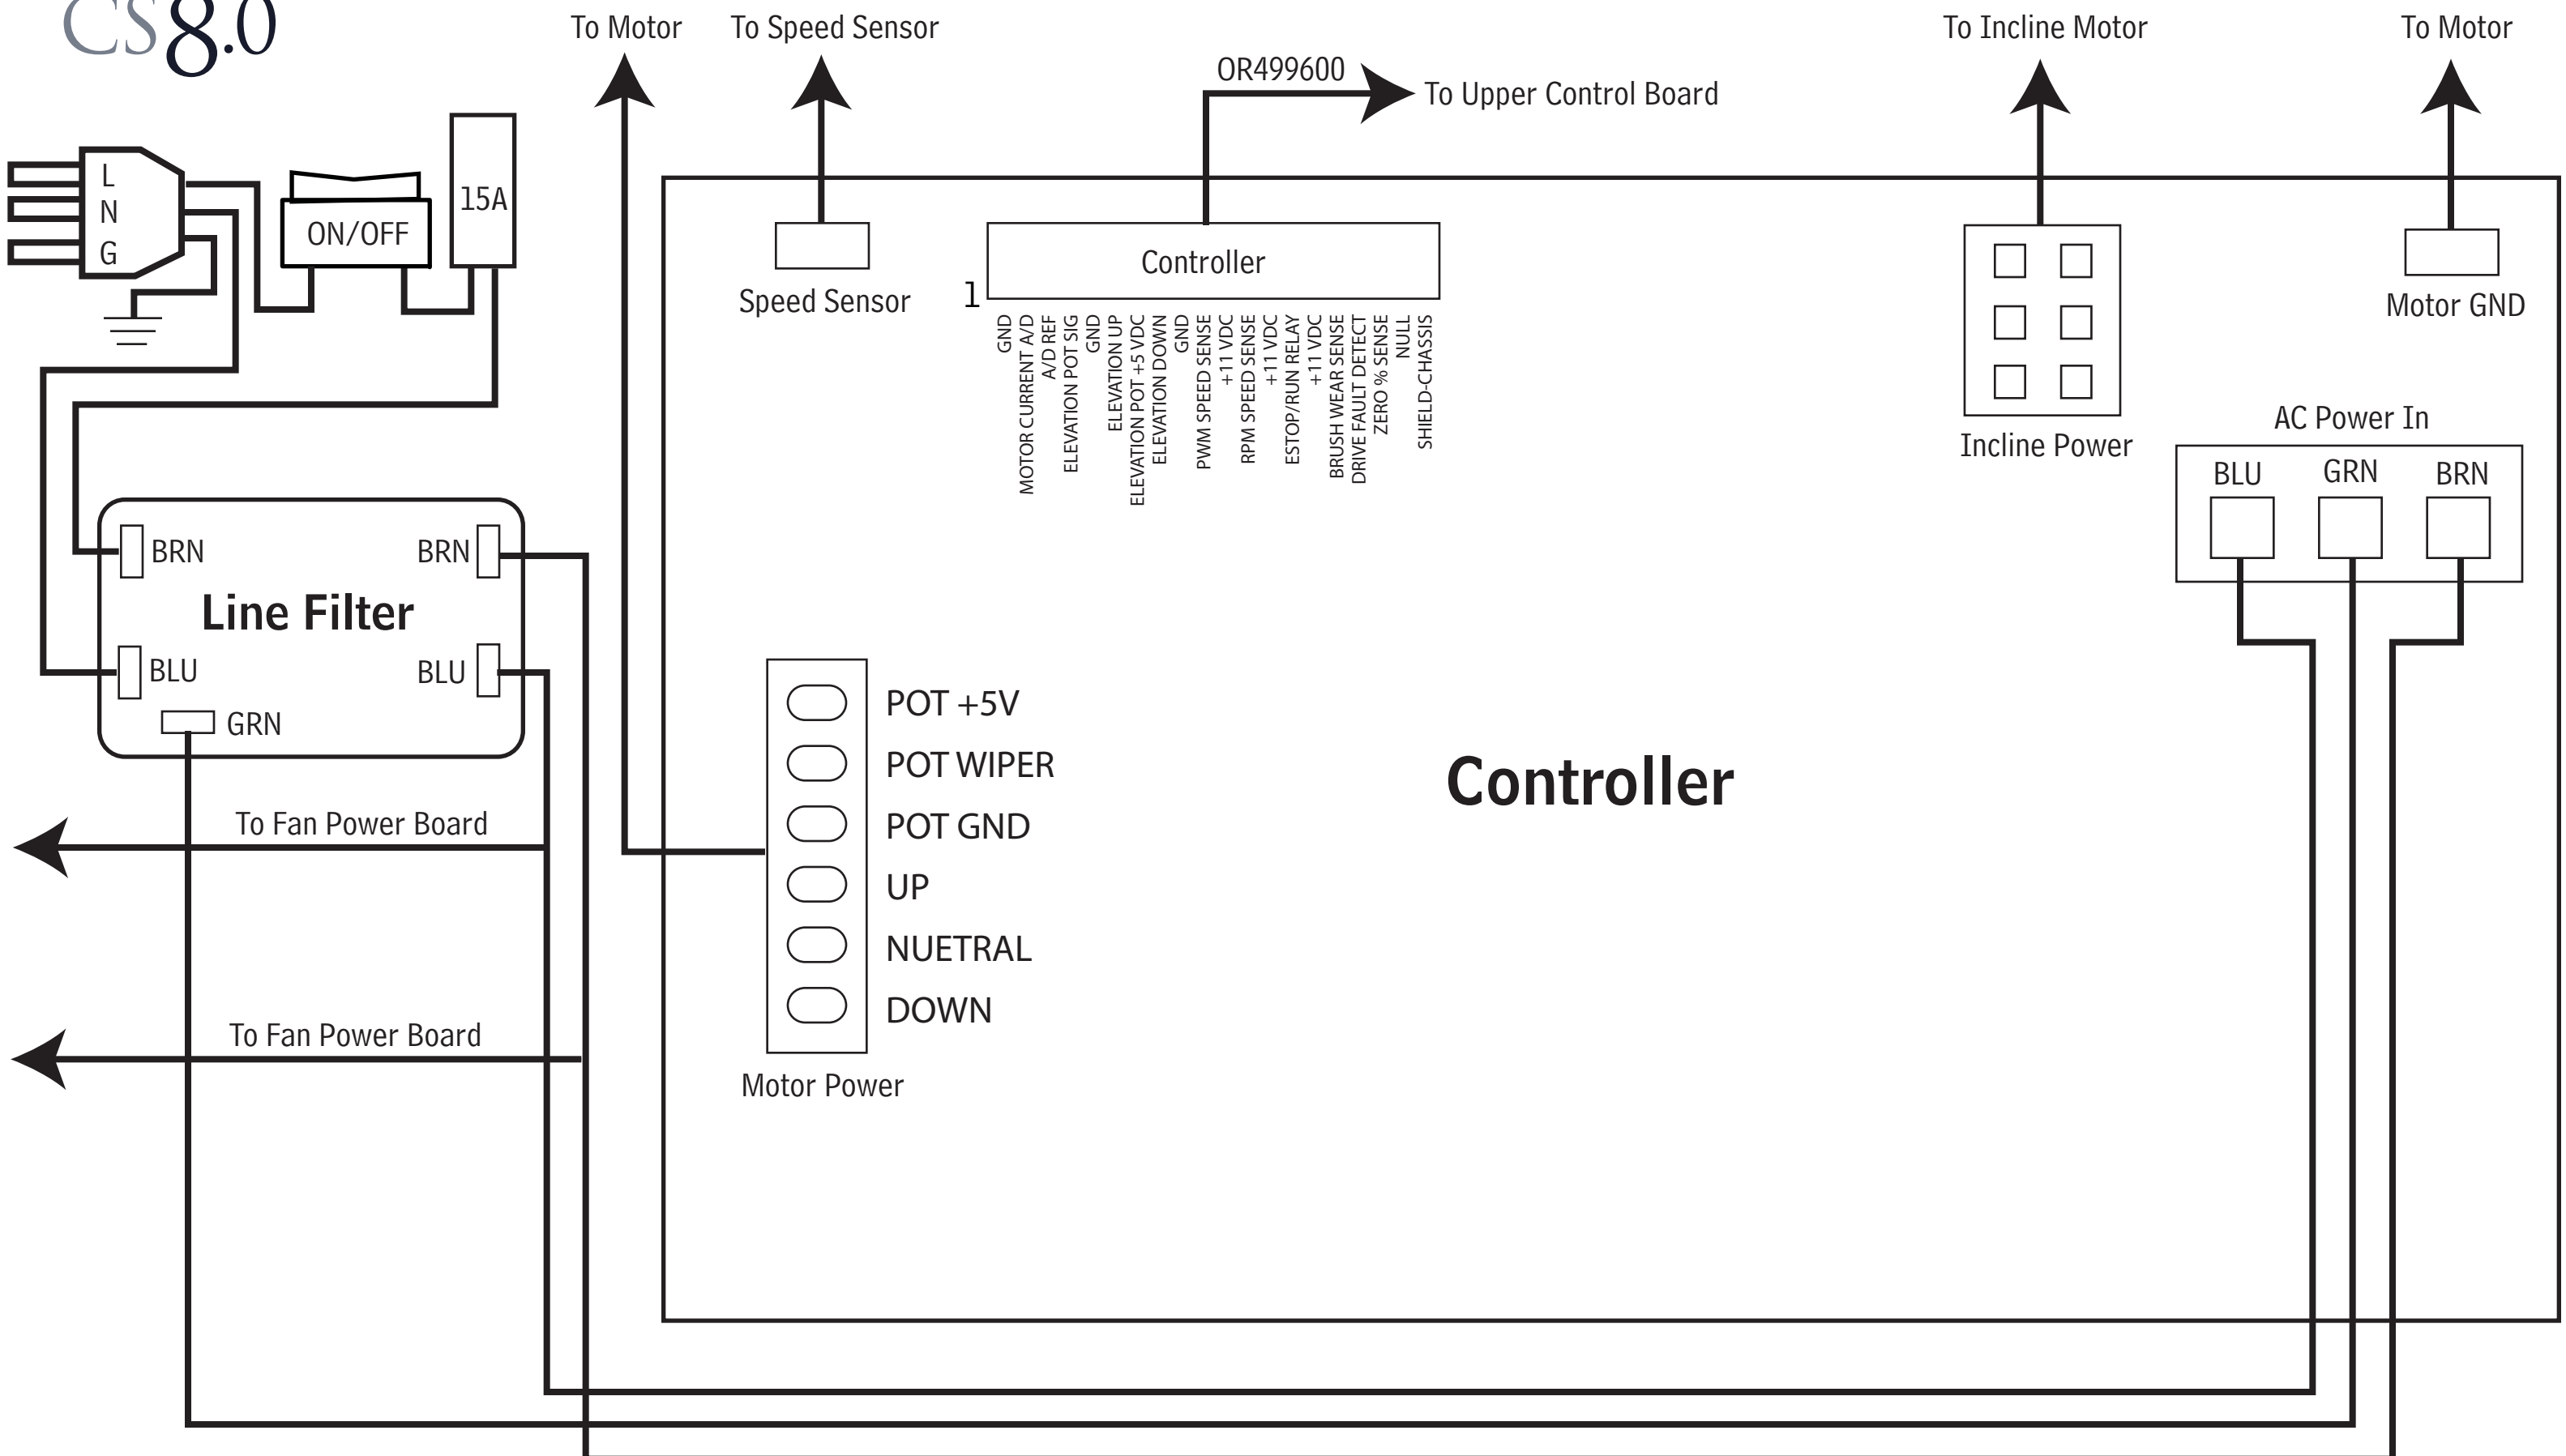 CS8.0
To Motor
To Speed Sensor
OR499600
To Upper Control Board
To Incline Motor
To Motor
L
N
G
ON/OFF
15A
Speed Sensor
Controller
1
GND
MOTOR CURRENT A/D
A/D REF
ELEVATION POT SIG
GND
ELEVATION UP
ELEVATION POT +5 VDC
ELEVATION DOWN
GND
PWM SPEED SENSE
+11 VDC
RPM SPEED SENSE
+11 VDC
ESTOP/RUN RELAY
+11 VDC
BRUSH WEAR SENSE
DRIVE FAULT DETECT
ZERO % SENSE
NULL
SHIELD-CHASSIS
Incline Power
Motor GND
AC Power In
BLU
GRN
BRN
BRN
BRN
Line Filter
BLU
BLU
GRN
To Fan Power Board
To Fan Power Board
POT +5V
POT WIPER
POT GND
UP
NUETRAL
DOWN
Motor Power
Controller